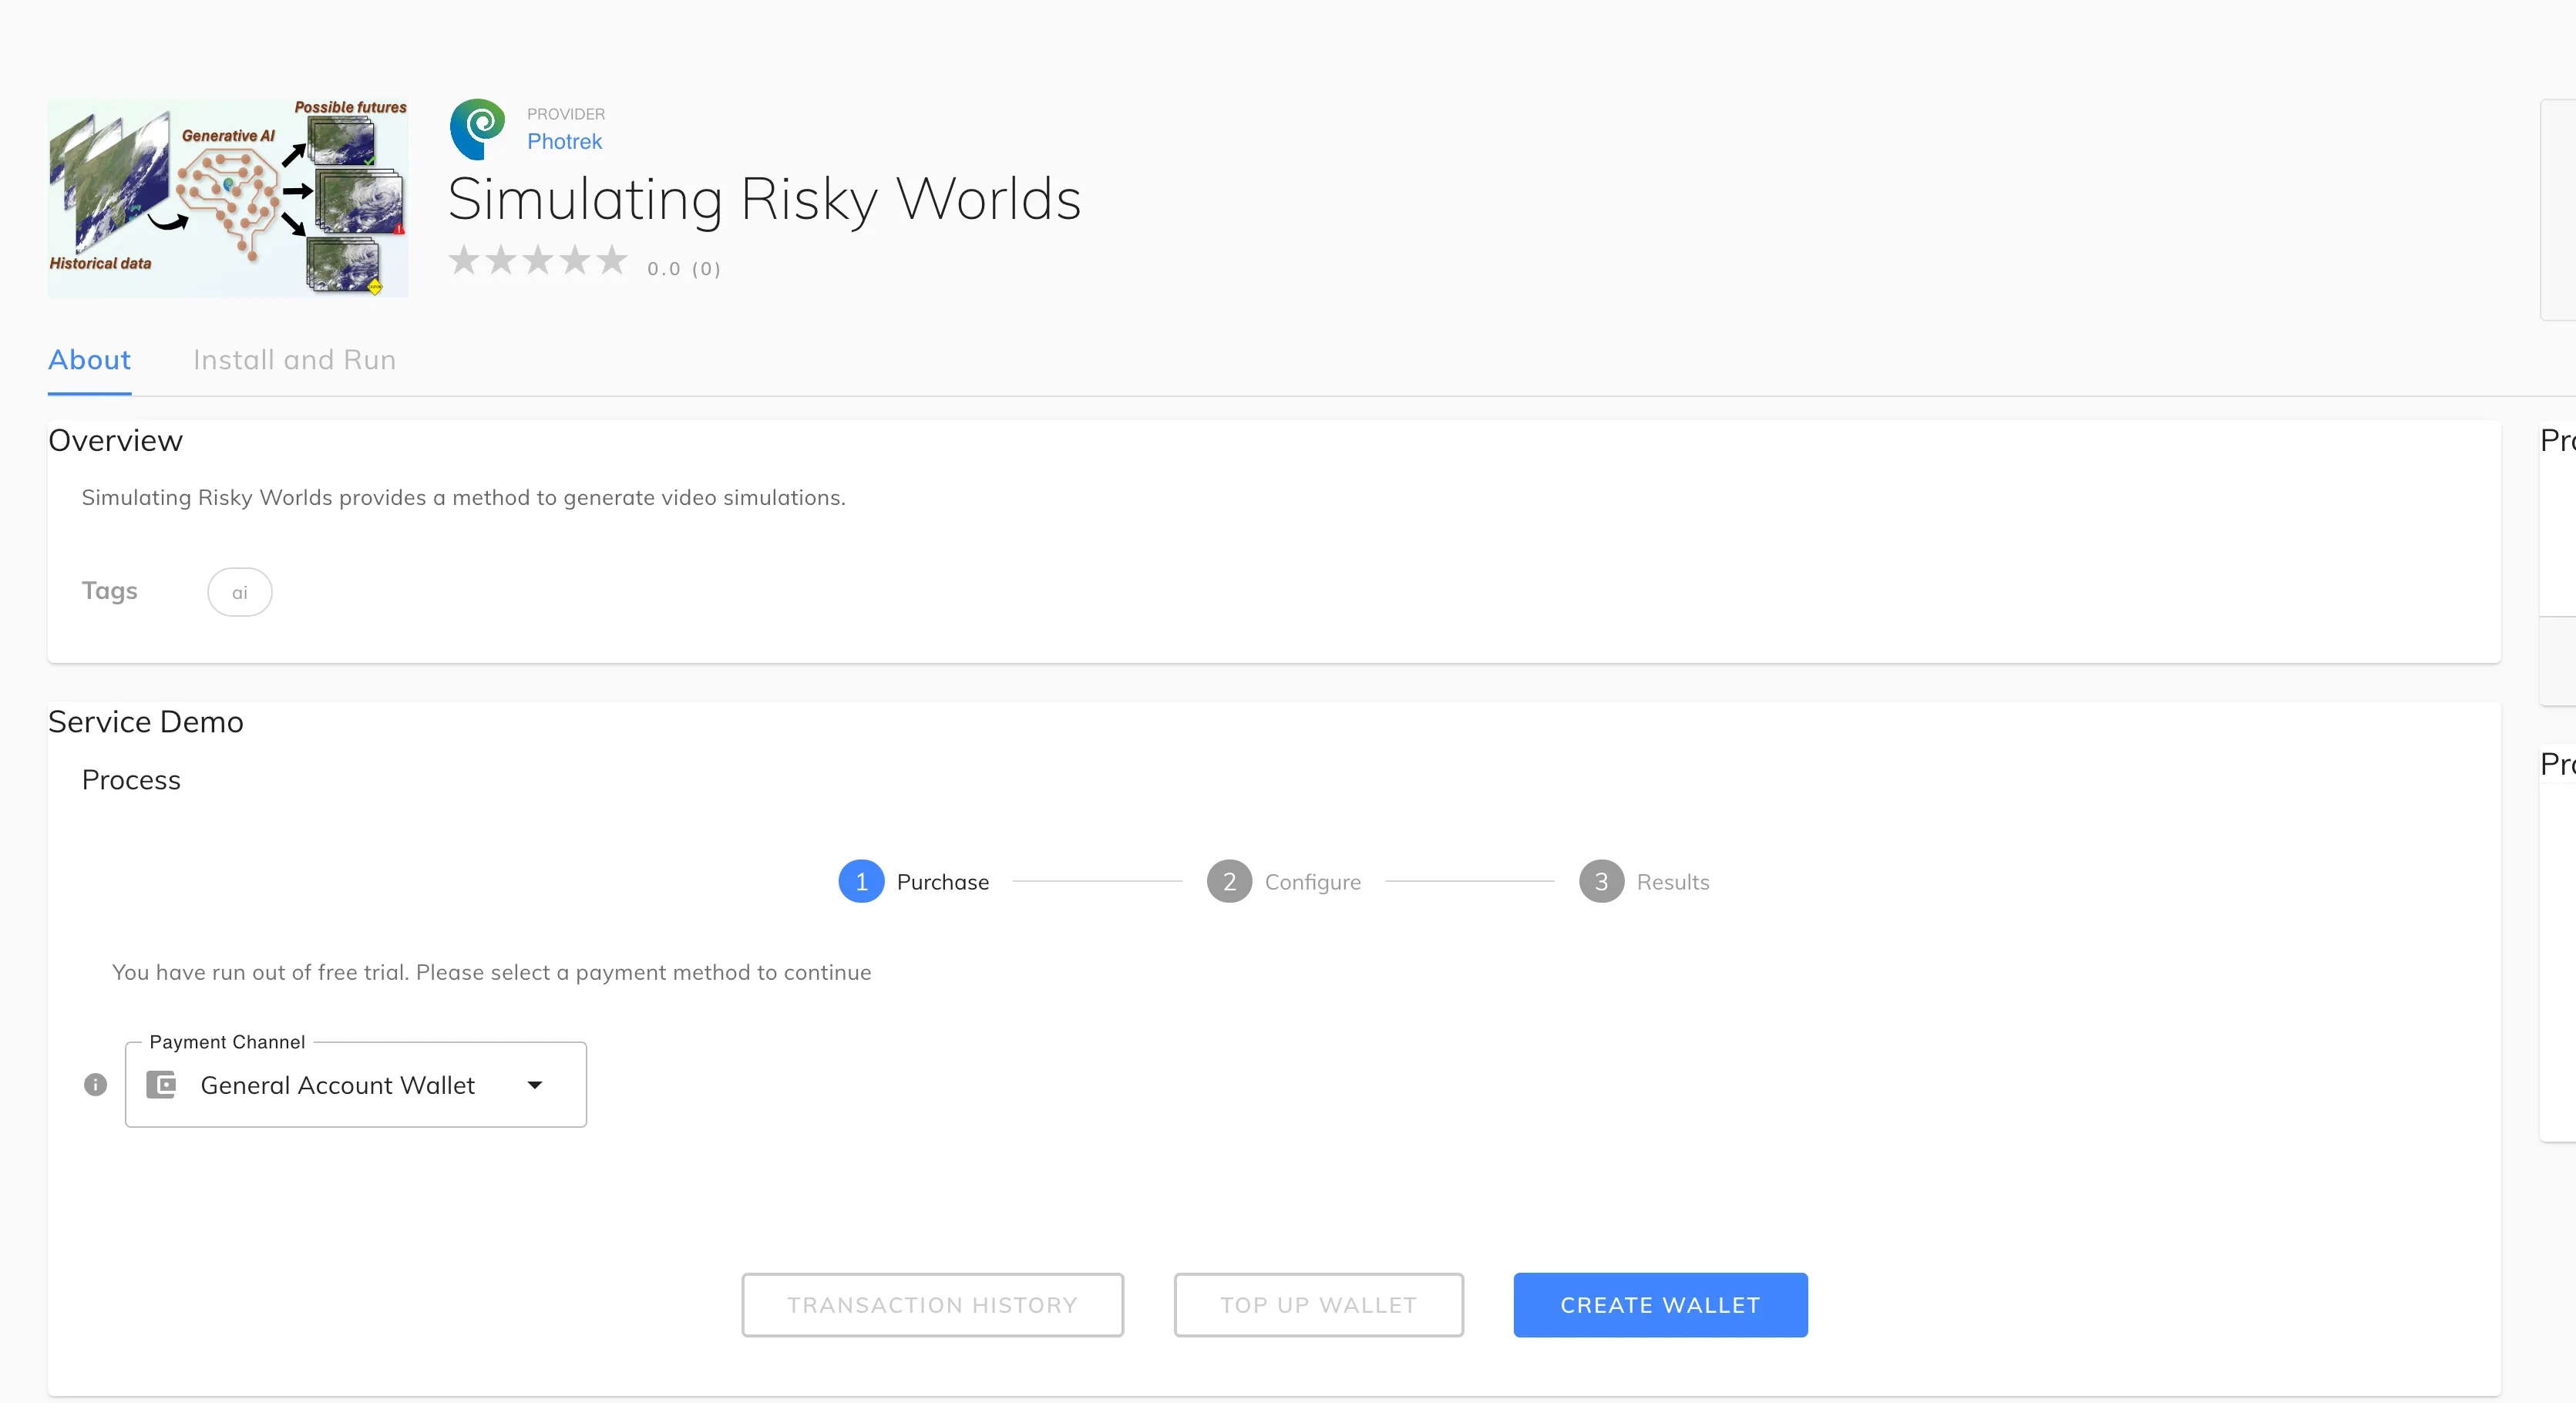 Possible futures
Generative AI
Historical data
PROVIDER
Photrek
Simulating Risky Worlds
0.0 (0)
About
Install and Run
Overview
Simulating Risky Worlds provides a method to generate video simulations.
Tags
ai
Service Demo
Process
1 Purchase
2 Configure
3 Results
You have run out of free trial. Please select a payment method to continue
Payment Channel
General Account Wallet
TRANSACTION HISTORY
TOP UP WALLET
CREATE WALLET